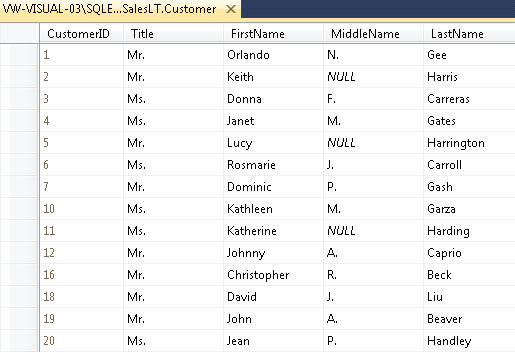 VW-VISUAL-03\SQLE...SalesLT.Customer
CustomerID Title FirstName MiddleName LastName
1 Mr. Orlando N. Gee
2 Mr. Keith NULL Harris
3 Ms. Donna F. Carreras
4 Ms. Janet M. Gates
5 Mr. Lucy NULL Harrington
6 Ms. Rosmarie J. Carroll
7 Mr. Dominic P. Gash
10 Ms. Kathleen M. Garza
11 Ms. Katherine NULL Harding
12 Mr. Johnny A. Caprio
16 Mr. Christopher R. Beck
18 Mr. David J. Liu
19 Mr. John A. Beaver
20 Ms. Jean P. Handley